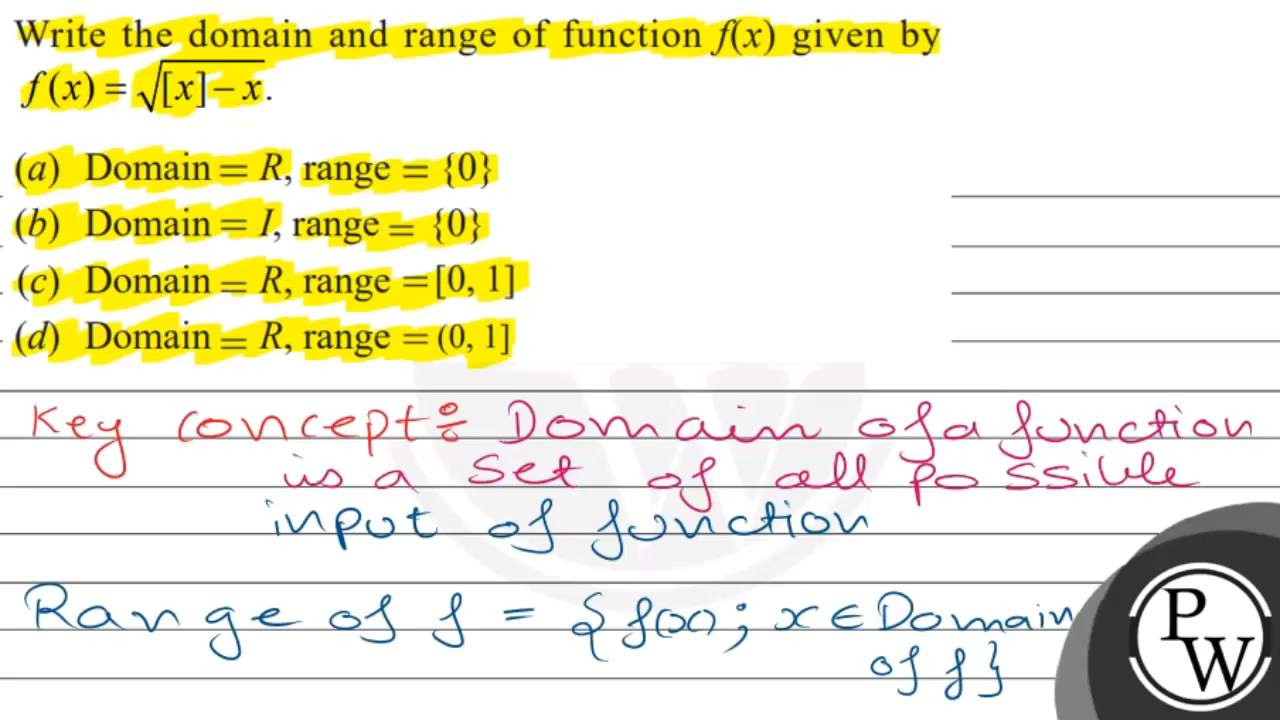 Write the domain and range of function f(x) given by
f(x) = √[x] − x.
(a) Domain = R, range = {0}
(b) Domain = I, range = {0}
(c) Domain = R, range = [0, 1]
(d) Domain = R, range = (0, 1]
Key concept: Domain of a function
is a set of all possible
input of function
Range of f = {f(x); x ∈ Domain
of f}
P
W